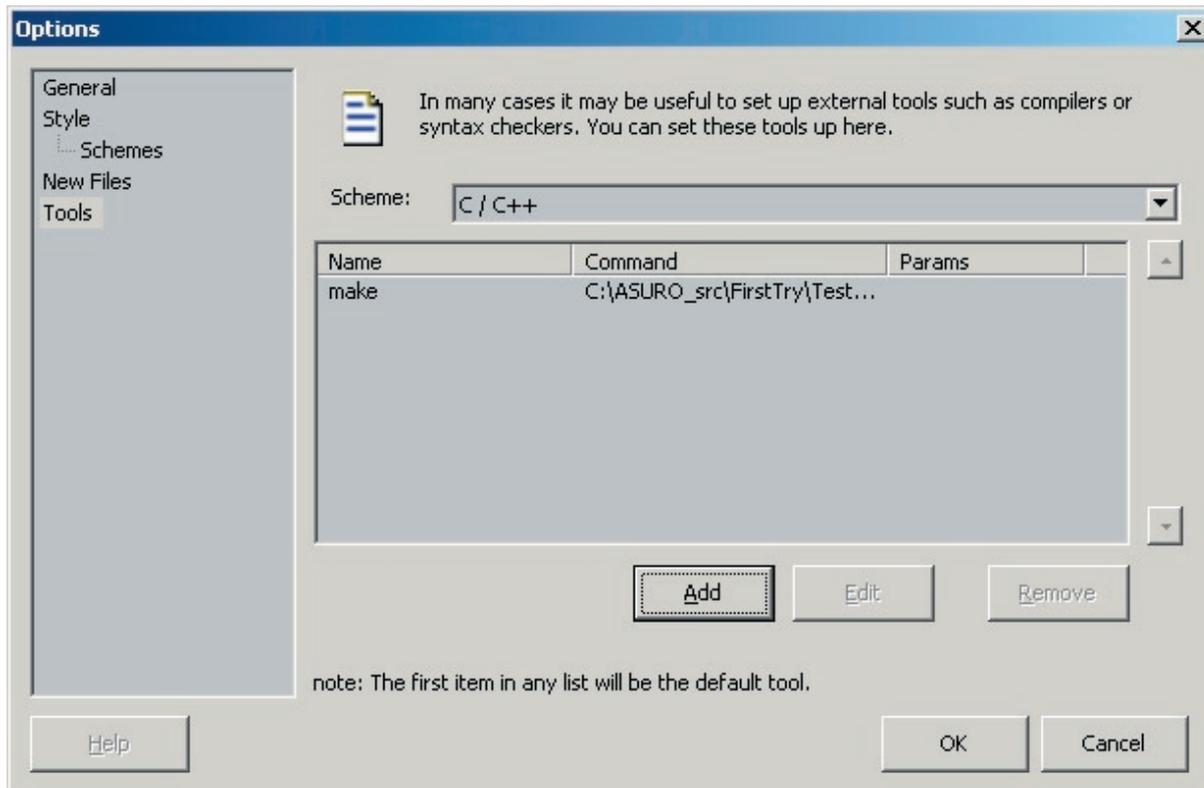 Options
General
Style
Schemes
New Files
Tools
In many cases it may be useful to set up external tools such as compilers or
syntax checkers. You can set these tools up here.
Scheme: C / C++
Name Command Params
make C:\ASURO_src\FirstTry\Test...
Add Edit Remove
note: The first item in any list will be the default tool.
Help OK Cancel